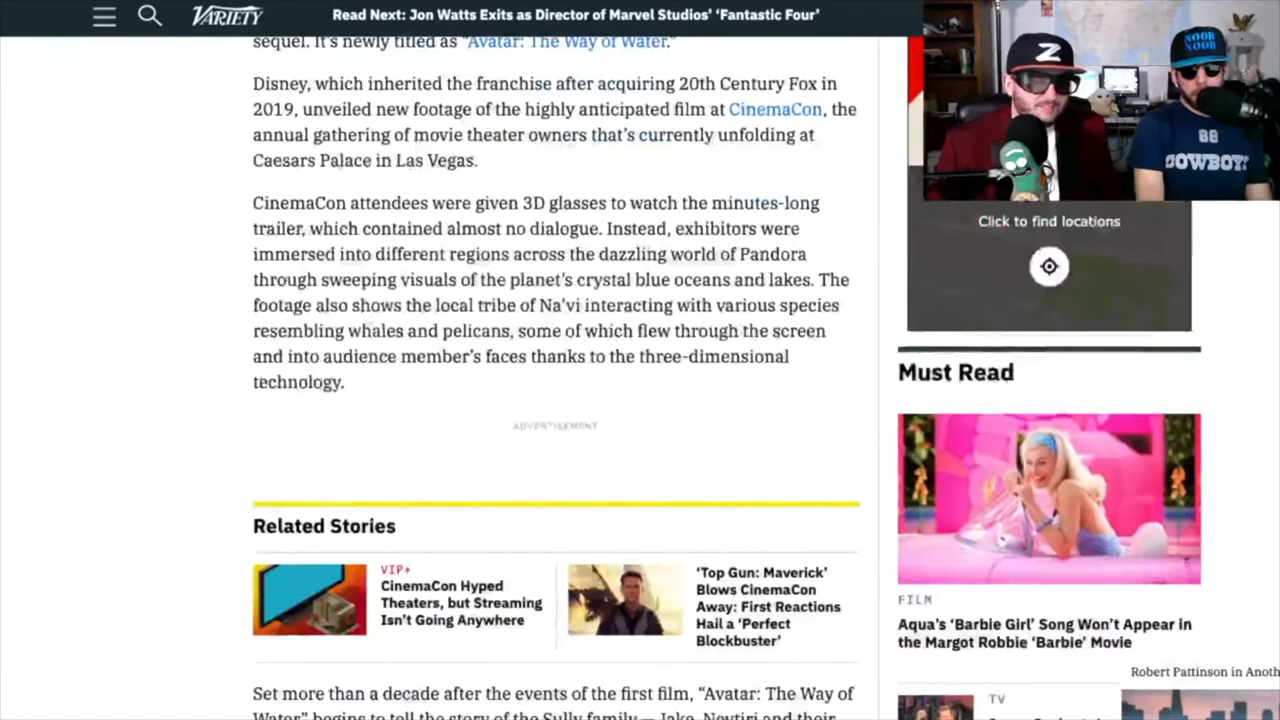 VARIETY
Read Next: Jon Watts Exits as Director of Marvel Studios’ ‘Fantastic Four’
sequel. It’s newly titled as “Avatar: The Way of Water.”
Disney, which inherited the franchise after acquiring 20th Century Fox in
2019, unveiled new footage of the highly anticipated film at CinemaCon, the
annual gathering of movie theater owners that’s currently unfolding at
Caesars Palace in Las Vegas.
CinemaCon attendees were given 3D glasses to watch the minutes-long
trailer, which contained almost no dialogue. Instead, exhibitors were
immersed into different regions across the dazzling world of Pandora
through sweeping visuals of the planet’s crystal blue oceans and lakes. The
footage also shows the local tribe of Na’vi interacting with various species
resembling whales and pelicans, some of which flew through the screen
and into audience member’s faces thanks to the three-dimensional
technology.
ADVERTISEMENT
Related Stories
VIP+
CinemaCon Hyped
Theaters, but Streaming
Isn’t Going Anywhere
‘Top Gun: Maverick’
Blows CinemaCon
Away: First Reactions
Hail a ‘Perfect
Blockbuster’
Set more than a decade after the events of the first film, “Avatar: The Way of
Water” begins to tell the story of the Sully family— Jake, Neytiri and their
Z
NOOB
NOOB
88
COWBOYS
Click to find locations
Must Read
FILM
Aqua’s ‘Barbie Girl’ Song Won’t Appear in
the Margot Robbie ‘Barbie’ Movie
Robert Pattinson in Anoth
TV